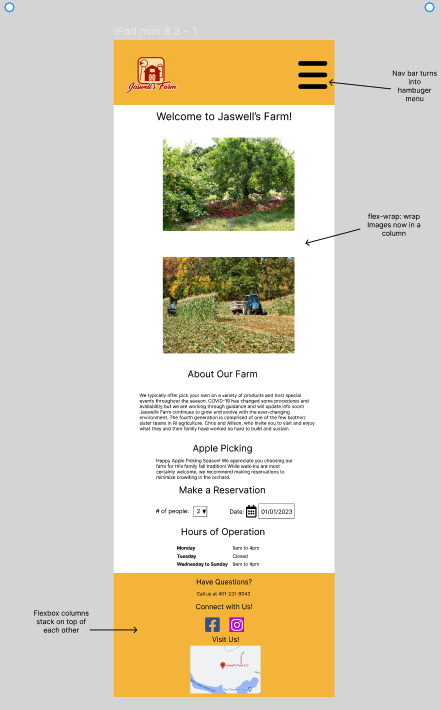 iPad mini 8.3 - 1
Jaswell's Farm
Nav bar turns
into
hambuger
menu
Welcome to Jaswell's Farm!
flex-wrap: wrap
Images now in a
column
About Our Farm
We typically offer pick your own on a variety of products and host special
events throughout the season. COVID-19 has changed some procedures and
availability but we are working through guidance and will update info soon!
Jaswell's Farm continues to grow and evolve with the ever-changing
environment. The fourth generation is comprised of one of the few brother/
sister teams in RI agriculture. Chris and Allison, who invite you to visit and enjoy
what they and their family have worked so hard to build and sustain.
Apple Picking
Happy Apple Picking Season! We appreciate you choosing our
farm for this family fall tradition! While walk-ins are most
certainly welcome, we recommend making reservations to
minimize crowding in the orchard.
Make a Reservation
# of people: 2
Date: 01/01/2023
Hours of Operation
Monday 9am to 4pm
Tuesday Closed
Wednesday to Sunday 9am to 4pm
Have Questions?
Call us at 401-231-9043
Connect with Us!
Flexbox columns
stack on top of
each other
Visit Us!